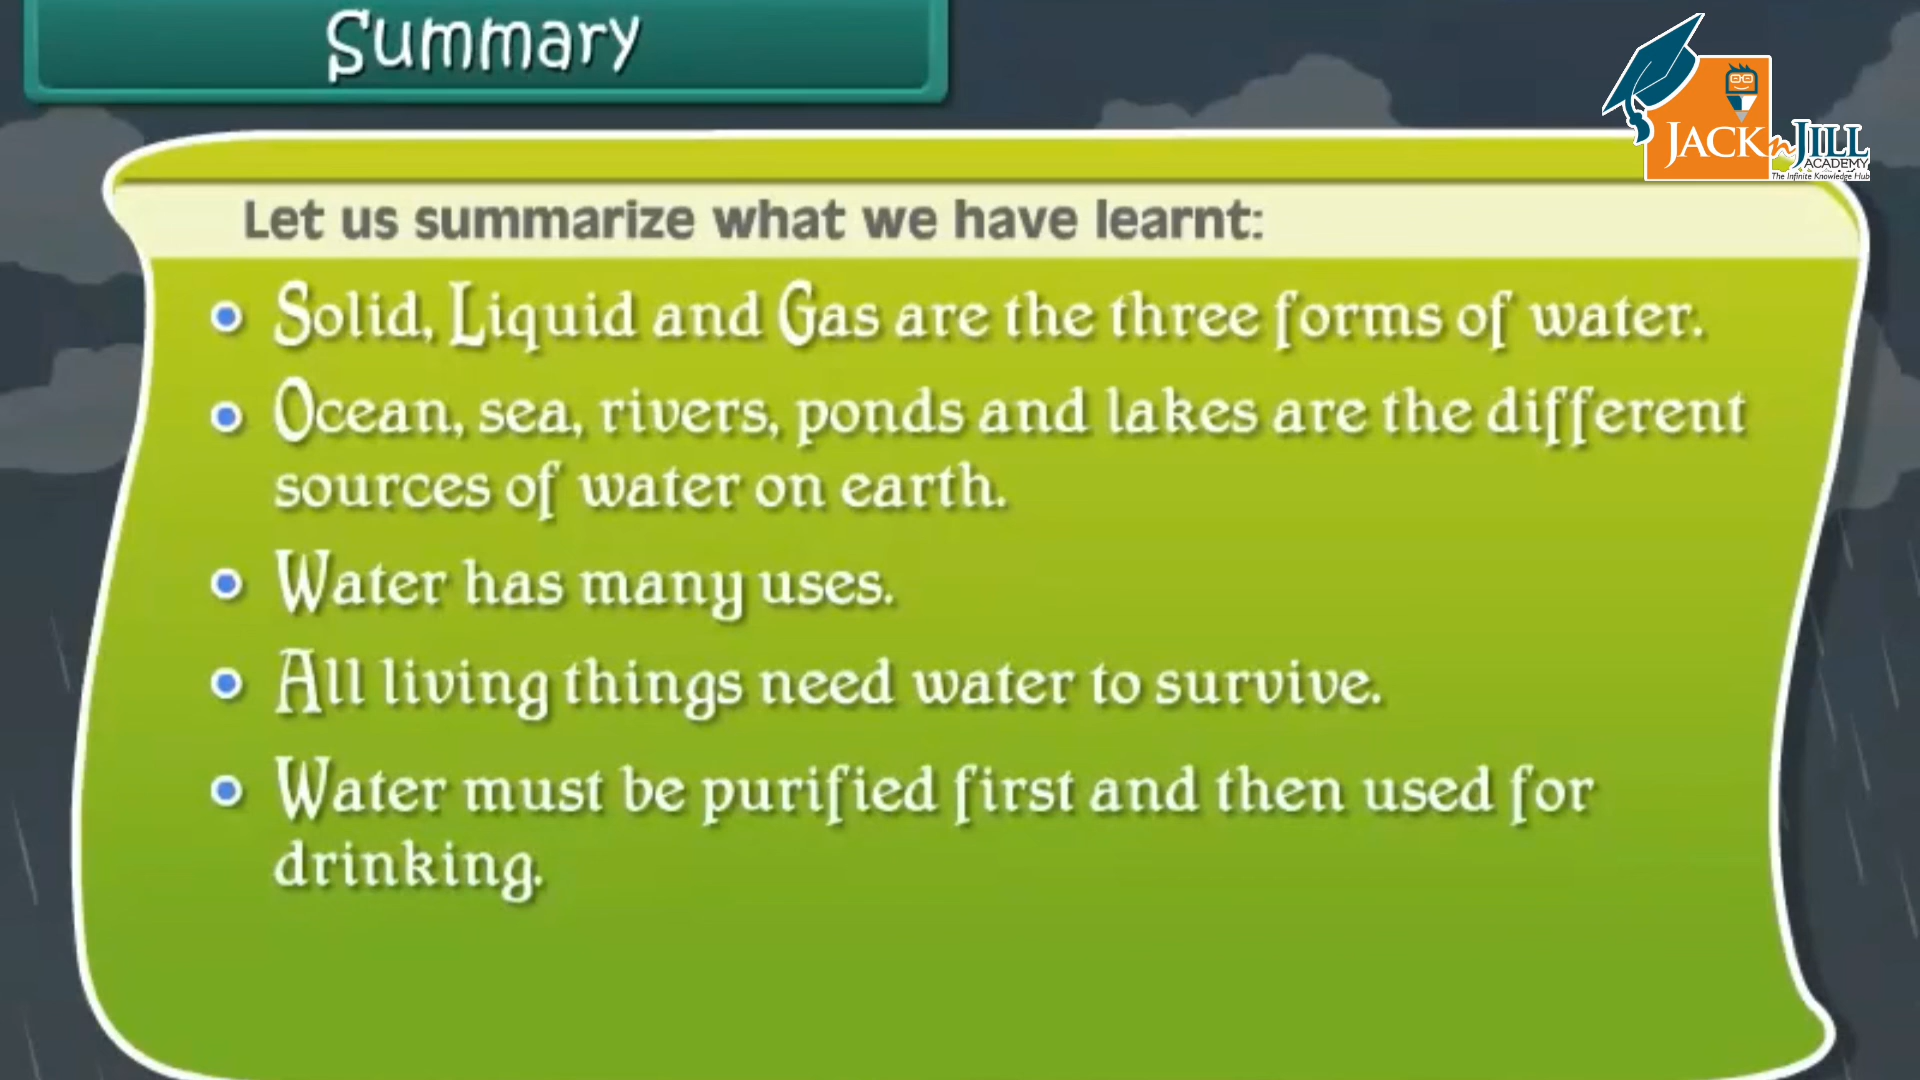 Summary
JACK n JILL
ACADEMY
The Infinite Knowledge Hub
Let us summarize what we have learnt:
Solid, Liquid and Gas are the three forms of water.
Ocean, sea, rivers, ponds and lakes are the different
sources of water on earth.
Water has many uses.
All living things need water to survive.
Water must be purified first and then used for
drinking.